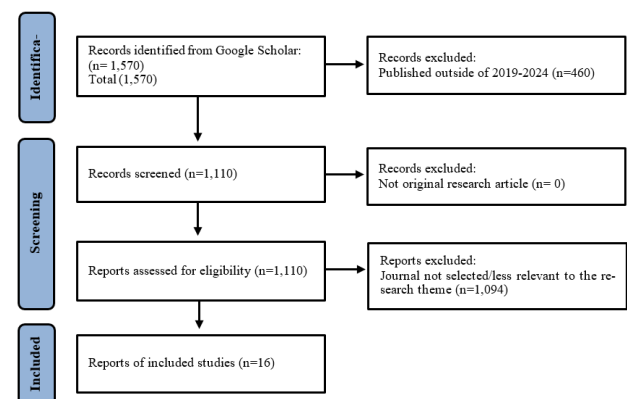 Identifica-
Records identified from Google Scholar:
(n= 1,570)
Total (1,570)
Records excluded:
Published outside of 2019-2024 (n=460)
Screening
Records screened (n=1,110)
Records excluded:
Not original research article (n= 0)
Reports assessed for eligibility (n=1,110)
Reports excluded:
Journal not selected/less relevant to the re-
search theme (n=1,094)
Included
Reports of included studies (n=16)